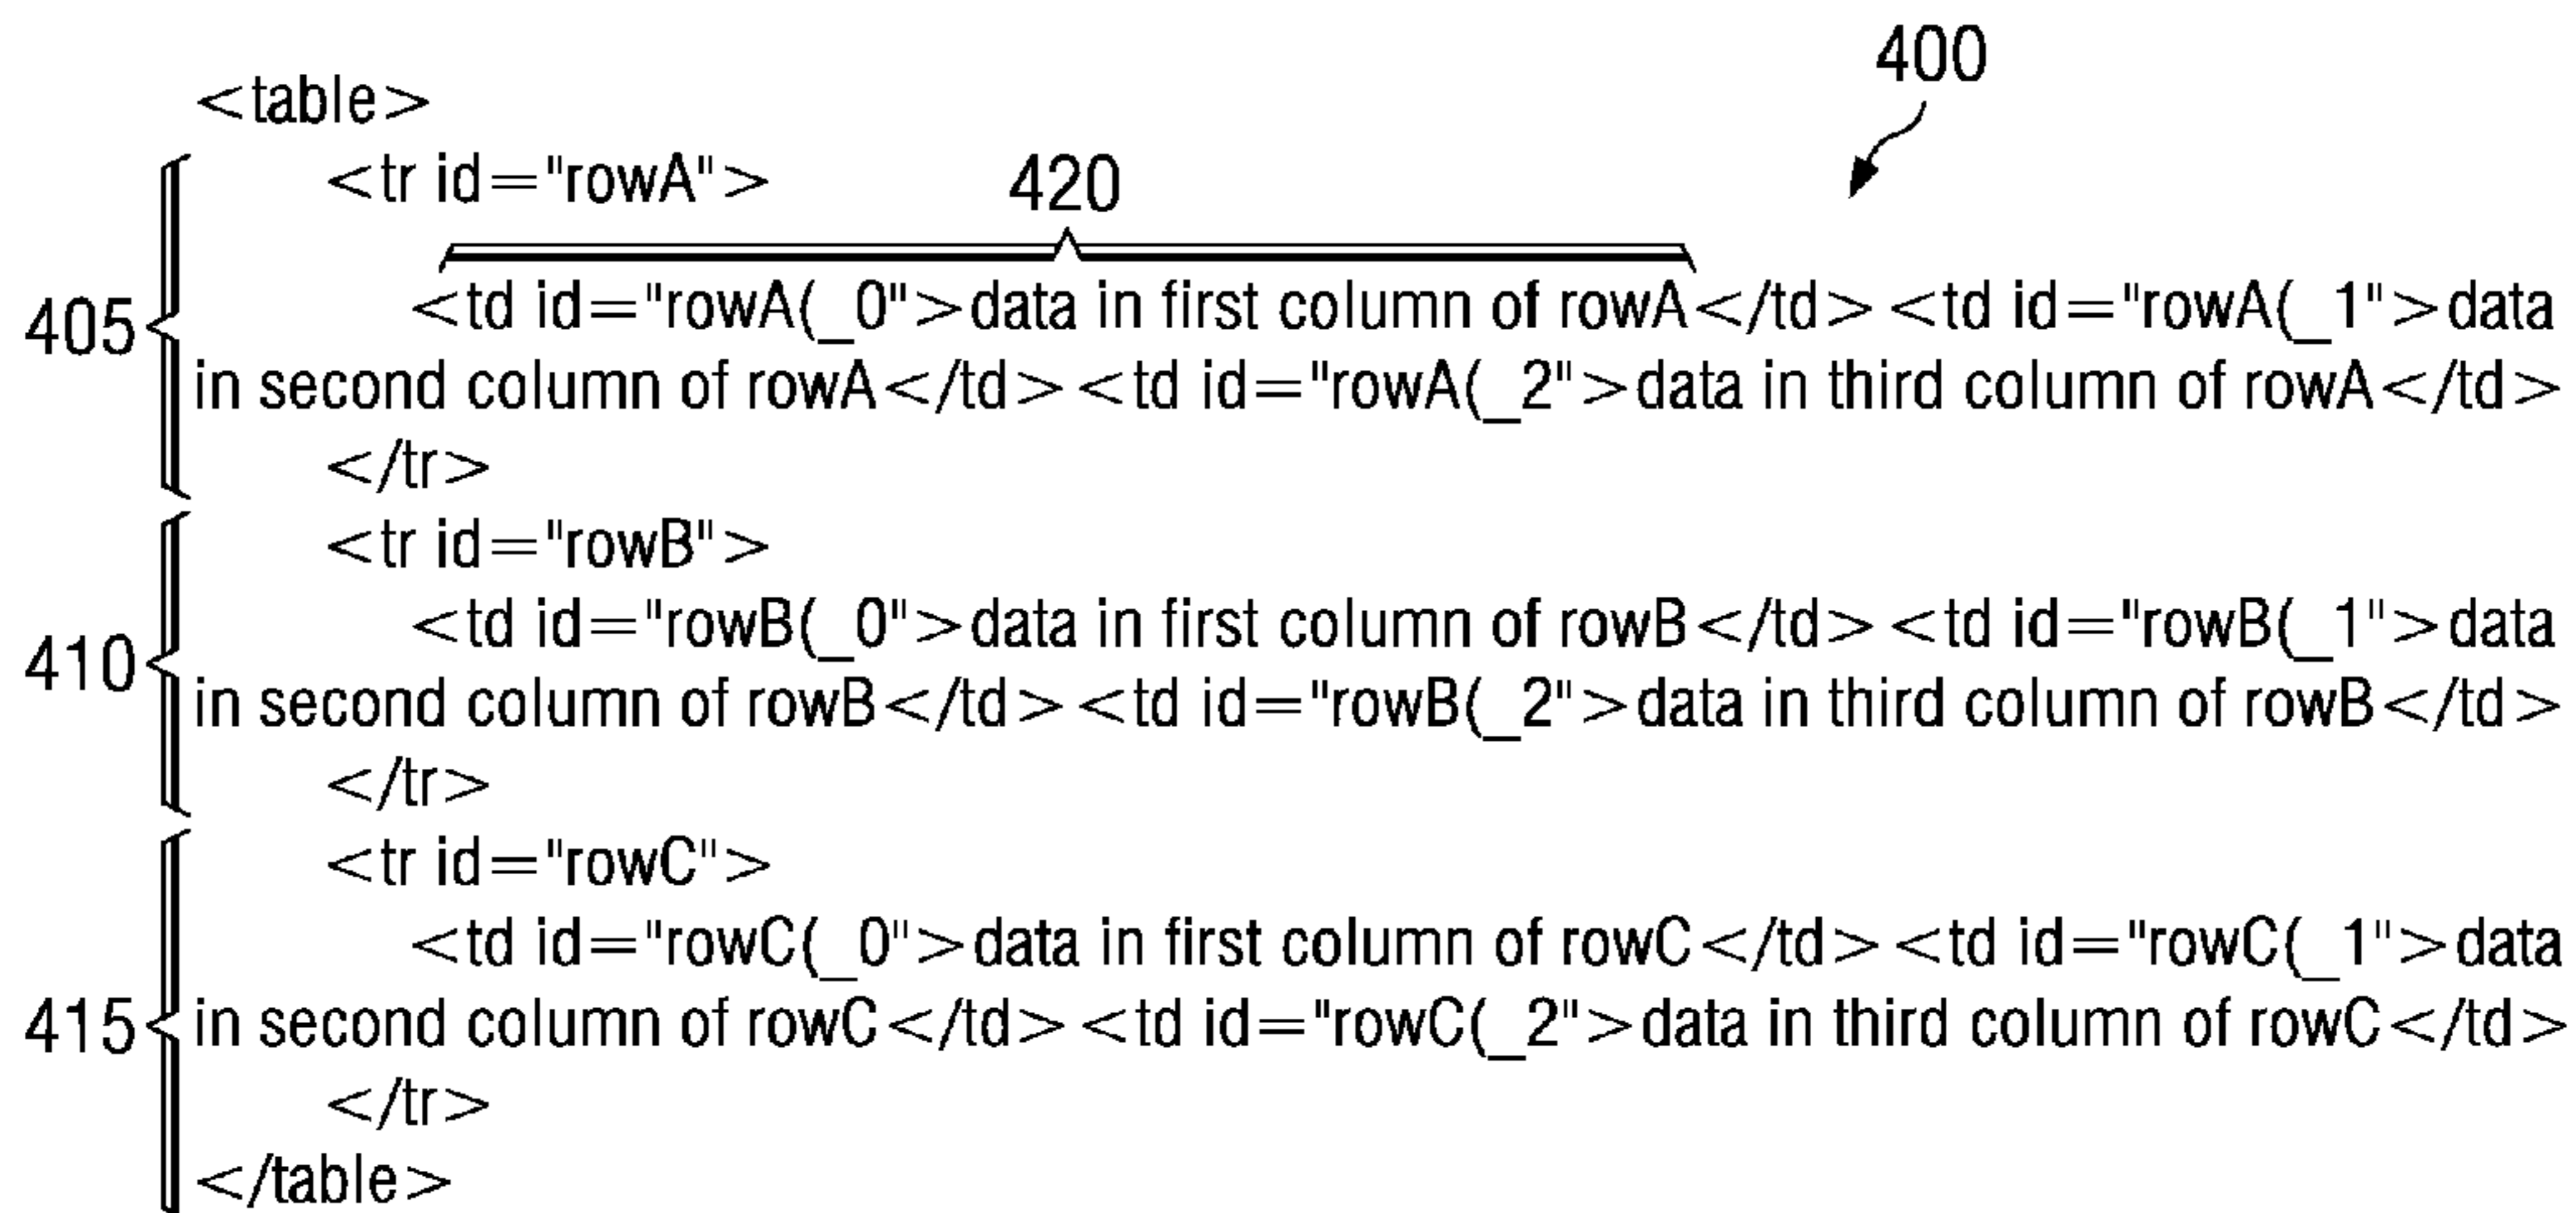 400
<table>
<tr id="rowA">
420
405
<td id="rowA(_0">data in first column of rowA</td><td id="rowA(_1">data
in second column of rowA</td><td id="rowA(_2">data in third column of rowA</td>
</tr>
<tr id="rowB">
410
<td id="rowB(_0">data in first column of rowB</td><td id="rowB(_1">data
in second column of rowB</td><td id="rowB(_2">data in third column of rowB</td>
</tr>
<tr id="rowC">
415
<td id="rowC(_0">data in first column of rowC</td><td id="rowC(_1">data
in second column of rowC</td><td id="rowC(_2">data in third column of rowC</td>
</tr>
</table>